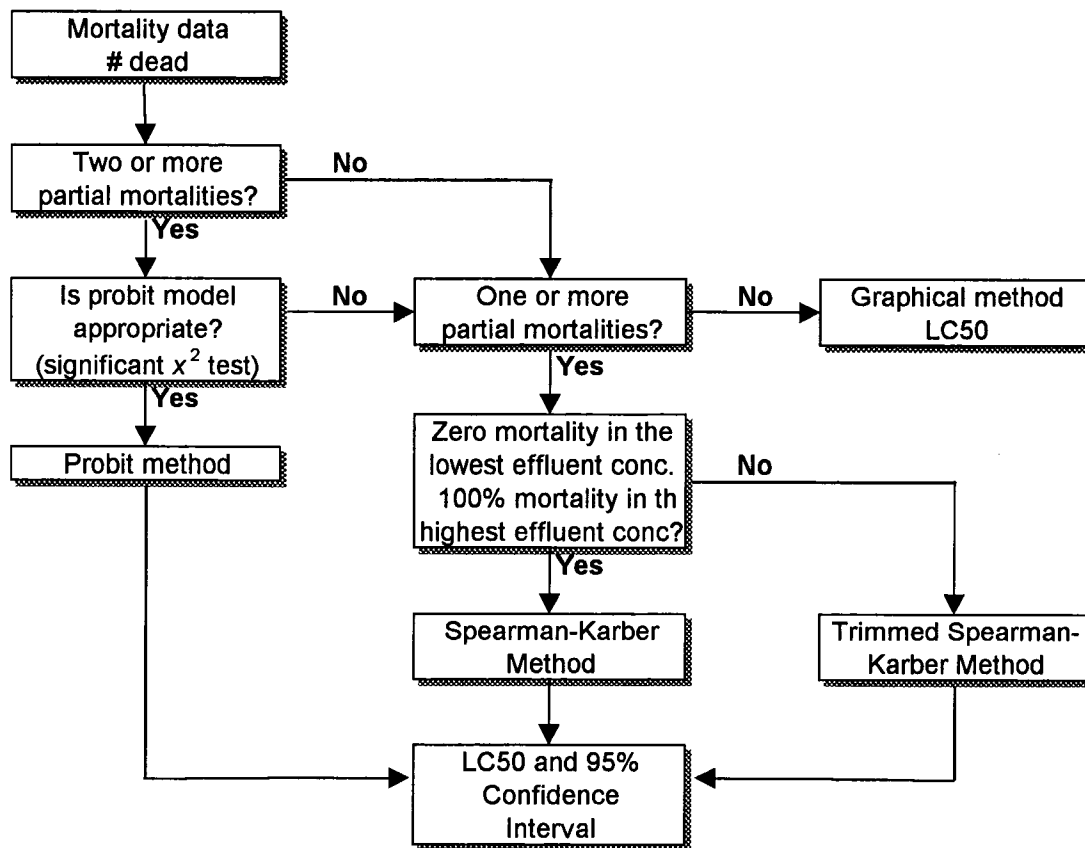 Mortality data
# dead
Two or more
partial mortalities?
No
Yes
Is probit model
appropriate?
(significant x² test)
No
One or more
partial mortalities?
No
Graphical method
LC50
Yes
Yes
Probit method
Zero mortality in the
lowest effluent conc.
100% mortality in th
highest effluent conc?
No
Yes
Spearman-Karber
Method
Trimmed Spearman-
Karber Method
LC50 and 95%
Confidence
Interval